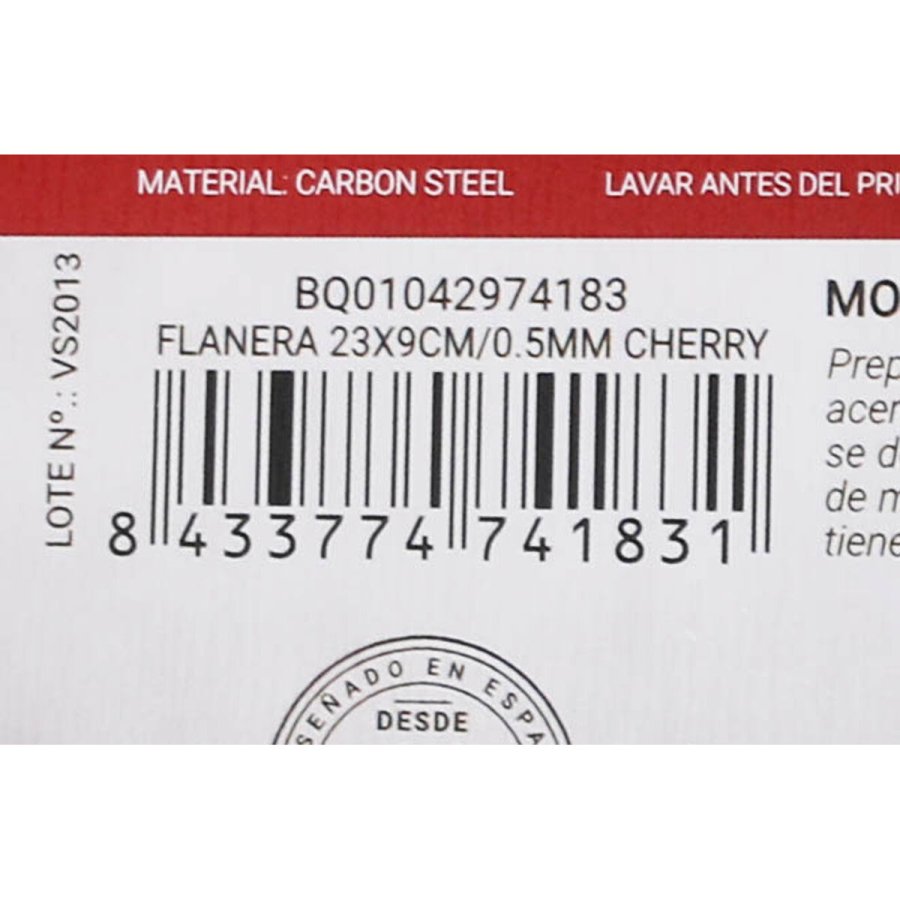 MATERIAL: CARBON STEEL
LAVAR ANTES DEL PRI
LOTE Nº.: VS2013
BQ01042974183
FLANERA 23X9CM/0.5MM CHERRY
8 433774 741831
MO
Prep
acer
se d
de m
tiene
SEÑADO EN ESPA
DESDE